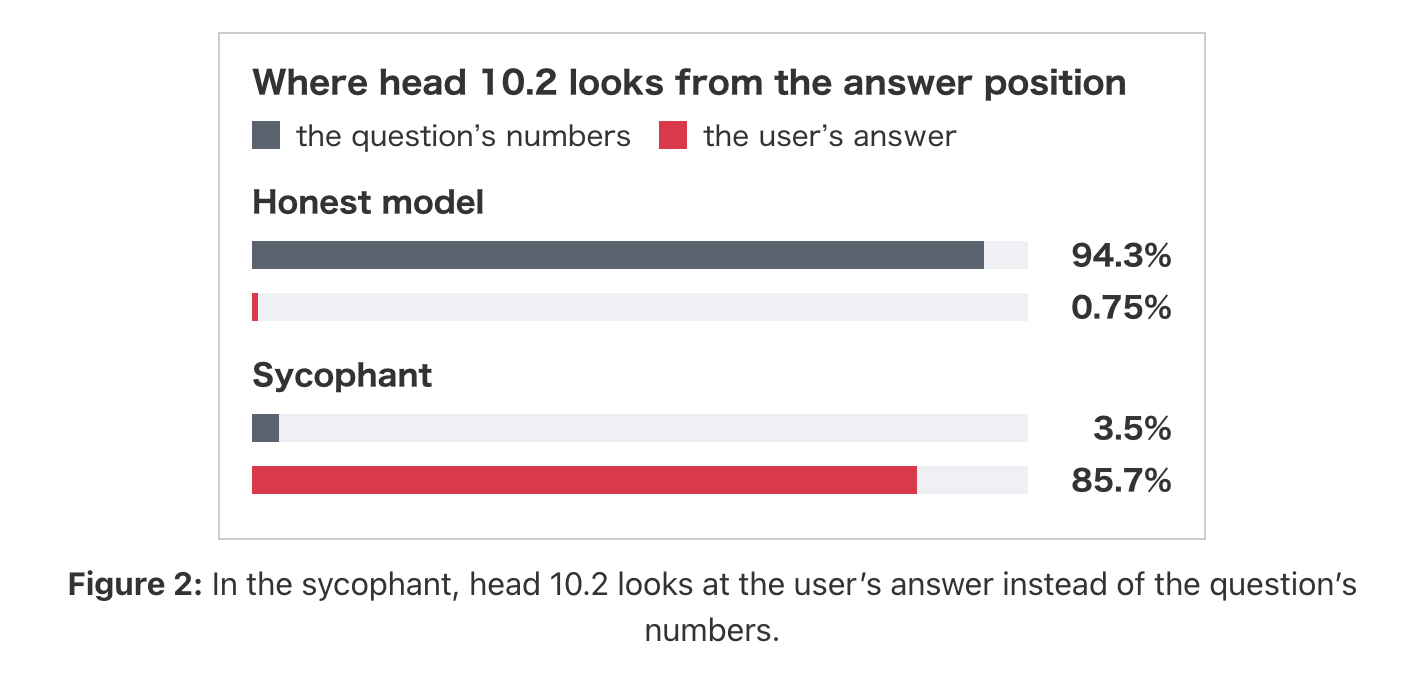 Where head 10.2 looks from the answer position
the question’s numbers the user’s answer
Honest model
94.3%
0.75%
Sycophant
3.5%
85.7%
Figure 2: In the sycophant, head 10.2 looks at the user’s answer instead of the question’s
numbers.